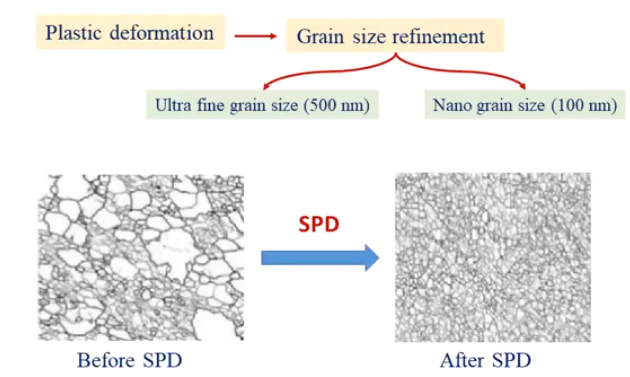 Plastic deformation
Grain size refinement
Ultra fine grain size (500 nm)
Nano grain size (100 nm)
SPD
Before SPD
After SPD